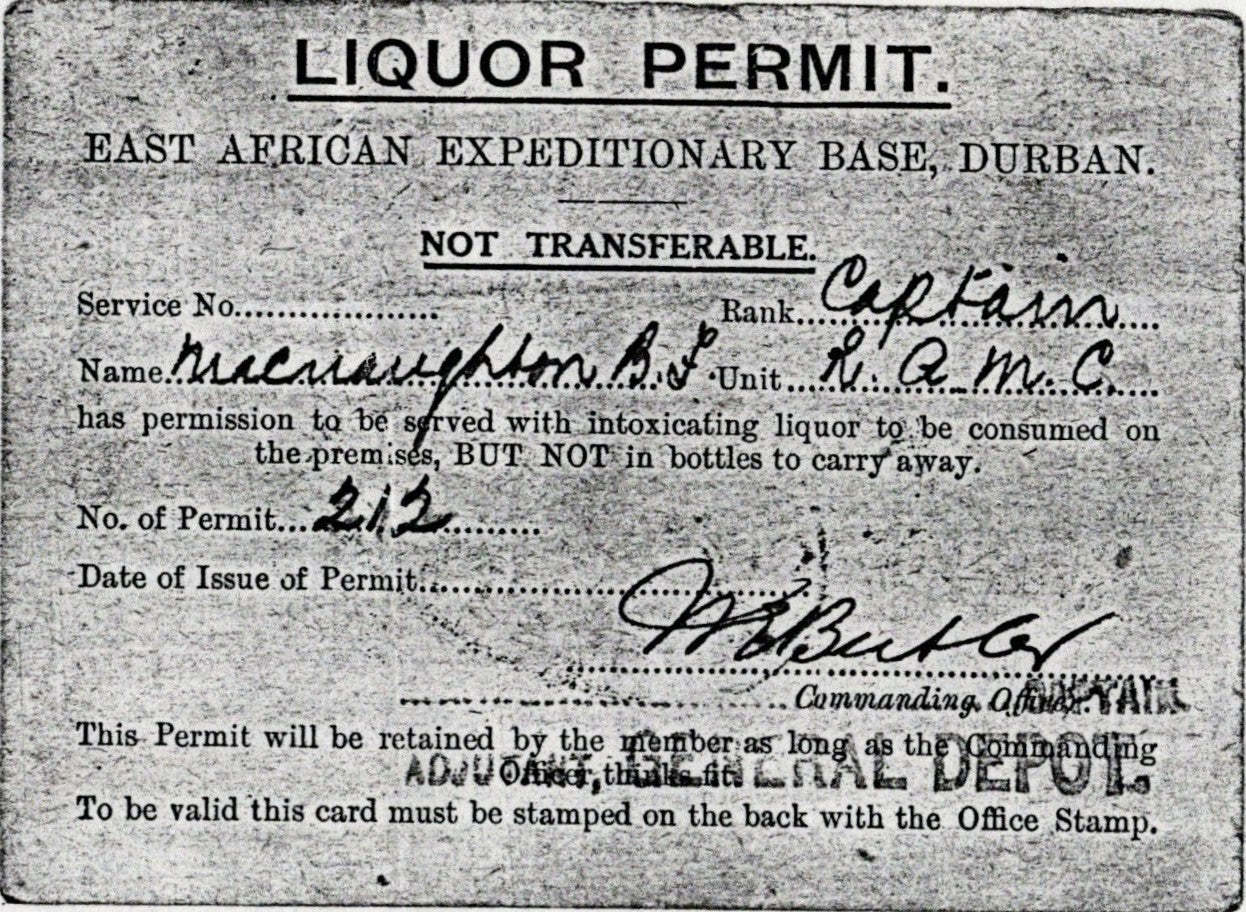 LIQUOR PERMIT.
EAST AFRICAN EXPEDITIONARY BASE, DURBAN.
NOT TRANSFERABLE.
Service No.................... Rank....Captain....
Name..Macnaughton B. F. Unit....R. A. M. C.....
has permission to be served with intoxicating liquor to be consumed on
the premises, BUT NOT in bottles to carry away.
No. of Permit...212..........
Date of Issue of Permit..........
Butler
Commanding Officer.
CAPTAIN
This Permit will be retained by the member as long as the Commanding
Officer, thinks fit.
ADJUTANT, GENERAL DEPOT.
To be valid this card must be stamped on the back with the Office Stamp.